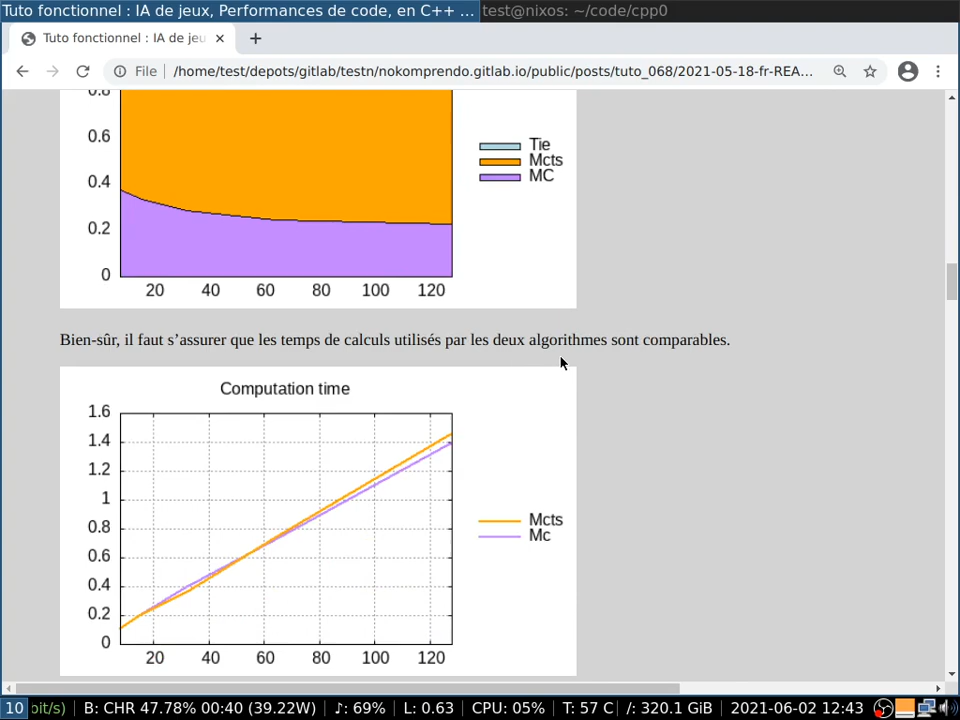 Tuto fonctionnel : IA de jeux, Performances de code, en C++ ... test@nixos: ~/code/cpp0
Tuto fonctionnel : IA de jeu
File /home/test/depots/gitlab/testn/nokomprendo.gitlab.io/public/posts/tuto_068/2021-05-18-fr-REA...
0.8
0.6
0.4
0.2
0
20 40 60 80 100 120
Tie
Mcts
MC
Bien-sûr, il faut s’assurer que les temps de calculs utilisés par les deux algorithmes sont comparables.
Computation time
1.6
1.4
1.2
1
0.8
0.6
0.4
0.2
0
20 40 60 80 100 120
Mcts
Mc
10 bit/s) B: CHR 47.78% 00:40 (39.22W) ♪: 69% L: 0.63 CPU: 05% T: 57 C /: 320.1 GiB 2021-06-02 12:43